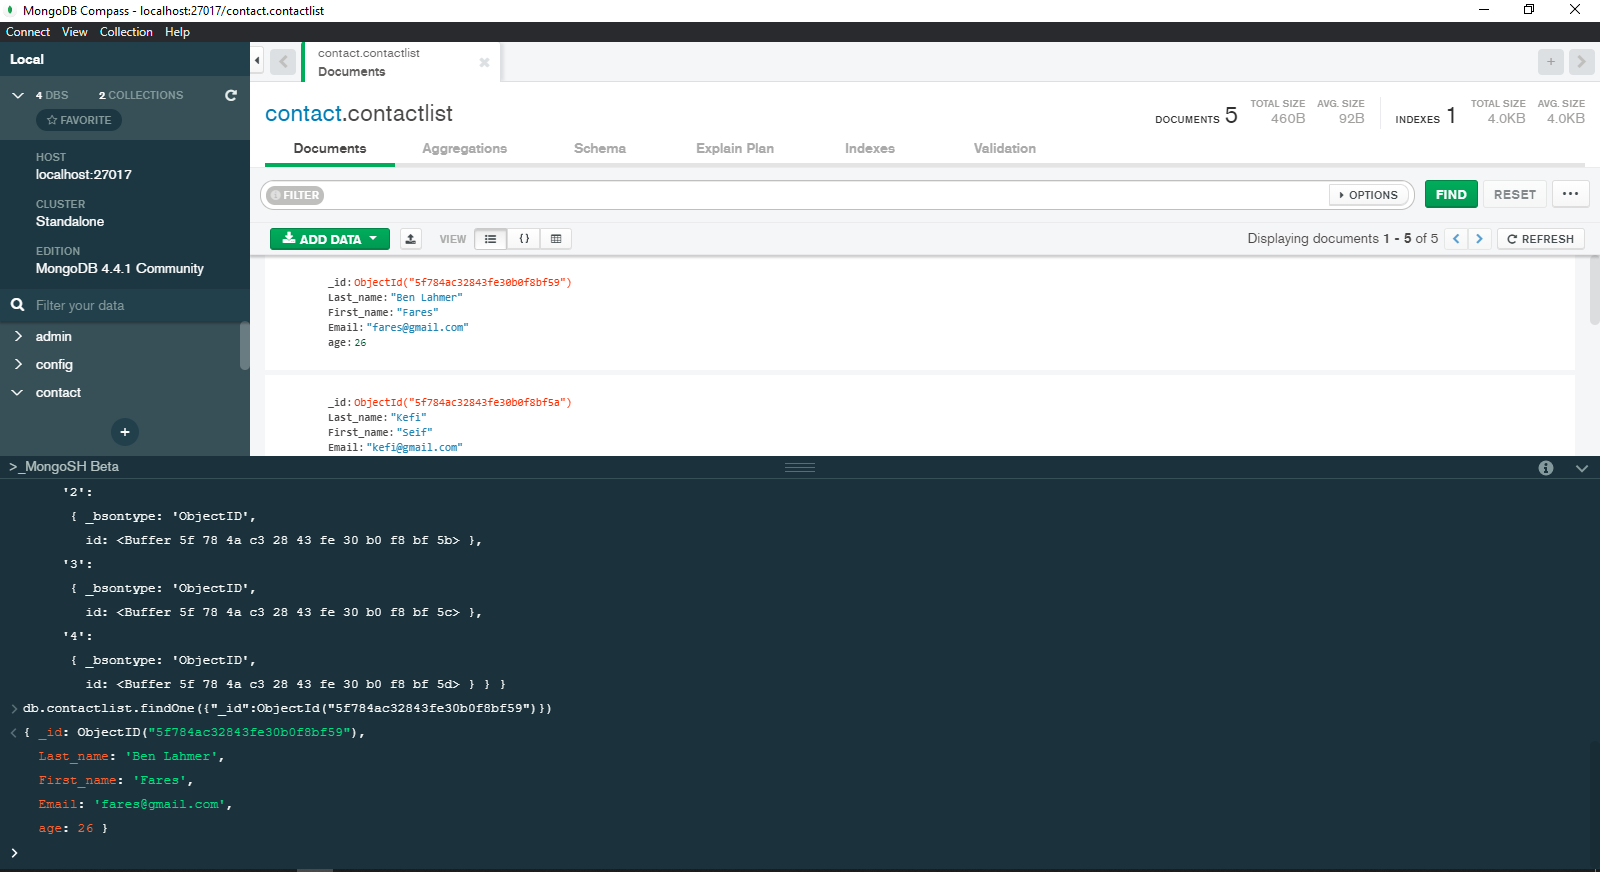 MongoDB Compass - localhost:27017/contact.contactlist
Connect View Collection Help
Local
4 DBS 2 COLLECTIONS
FAVORITE
HOST
localhost:27017
CLUSTER
Standalone
EDITION
MongoDB 4.4.1 Community
Filter your data
admin
config
contact
+
contact.contactlist
Documents
+
contact.contactlist
DOCUMENTS 5 TOTAL SIZE 460B AVG. SIZE 92B
INDEXES 1 TOTAL SIZE 4.0KB AVG. SIZE 4.0KB
Documents Aggregations Schema Explain Plan Indexes Validation
FILTER OPTIONS FIND RESET ...
ADD DATA VIEW {} Displaying documents 1 - 5 of 5 < > REFRESH
_id: ObjectId("5f784ac32843fe30b0f8bf59")
Last_name: "Ben Lahmer"
First_name: "Fares"
Email: "fares@gmail.com"
age: 26
_id: ObjectId("5f784ac32843fe30b0f8bf5a")
Last_name: "Kefi"
First_name: "Seif"
Email: "kefi@gmail.com"
>_MongoSH Beta
'2':
{ _bsontype: 'ObjectID',
id: <Buffer 5f 78 4a c3 28 43 fe 30 b0 f8 bf 5b> },
'3':
{ _bsontype: 'ObjectID',
id: <Buffer 5f 78 4a c3 28 43 fe 30 b0 f8 bf 5c> },
'4':
{ _bsontype: 'ObjectID',
id: <Buffer 5f 78 4a c3 28 43 fe 30 b0 f8 bf 5d> } } }
> db.contactlist.findOne({"_id":ObjectId("5f784ac32843fe30b0f8bf59")})
< { _id: ObjectID("5f784ac32843fe30b0f8bf59"),
Last_name: 'Ben Lahmer',
First_name: 'Fares',
Email: 'fares@gmail.com',
age: 26 }
>